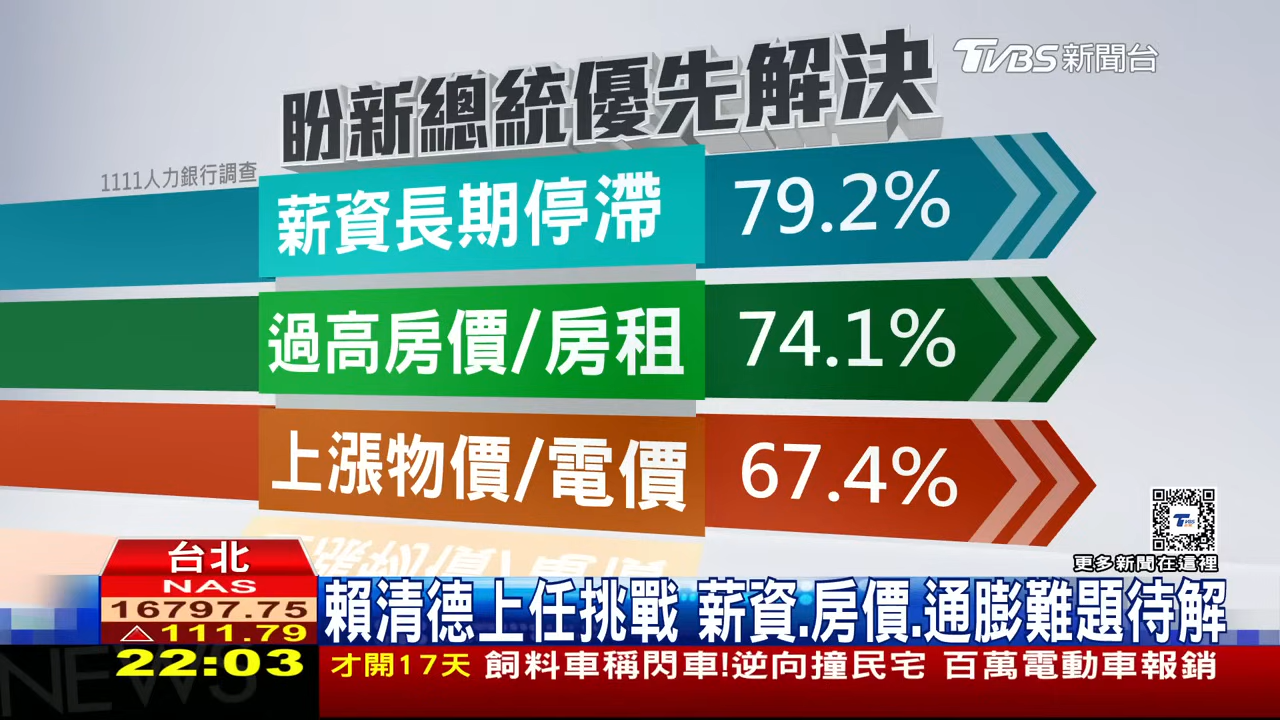 盼新總統優先解決
TVBS新聞台
1111人力銀行調查
薪資長期停滯 79.2%
過高房價/房租 74.1%
上漲物價/電價 67.4%
更多新聞在這裡
台北
NAS
16797.75
111.79
22:03
賴清德上任挑戰 薪資.房價.通膨難題待解
才開17天 飼料車稱閃車!逆向撞民宅 百萬電動車報銷
NEWS